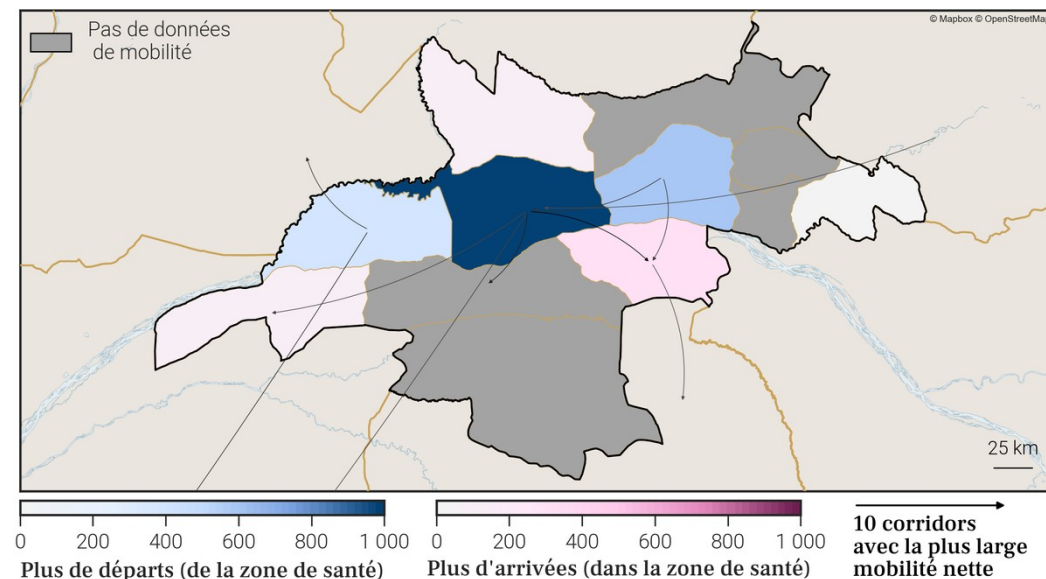 © Mapbox © OpenStreetMap
Pas de données
de mobilité
25 km
0 200 400 600 800 1 000
Plus de départs (de la zone de santé)
0 200 400 600 800 1 000
Plus d'arrivées (dans la zone de santé)
10 corridors
avec la plus large
mobilité nette